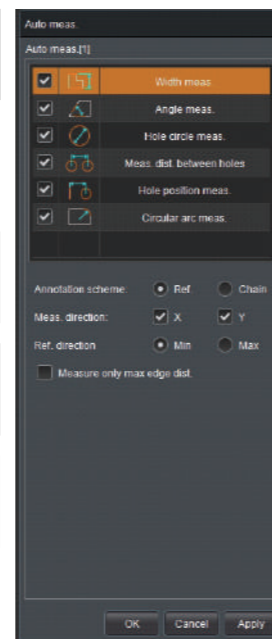 Auto meas.
Auto meas.[1]
Width meas.
Angle meas.
Hole circle meas.
Meas. dist. between holes
Hole position meas.
Circular arc meas.
Annotation scheme: Ref. Chain
Meas. direction: X Y
Ref. direction Min Max
Measure only max edge dist.
OK Cancel Apply